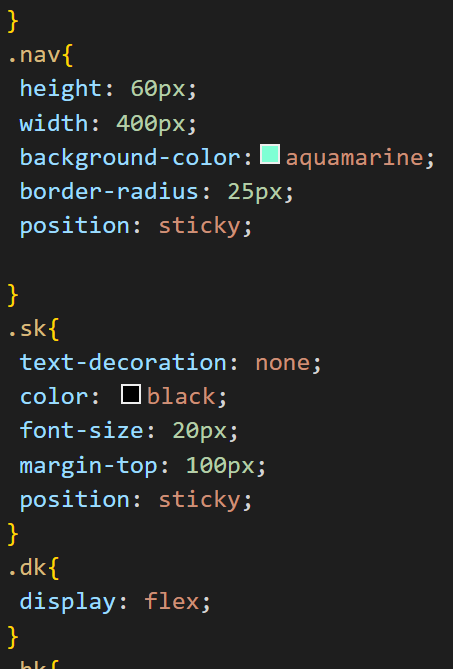 }
.nav{
height: 60px;
width: 400px;
background-color: aquamarine;
border-radius: 25px;
position: sticky;
}
.sk{
text-decoration: none;
color: black;
font-size: 20px;
margin-top: 100px;
position: sticky;
}
.dk{
display: flex;
}